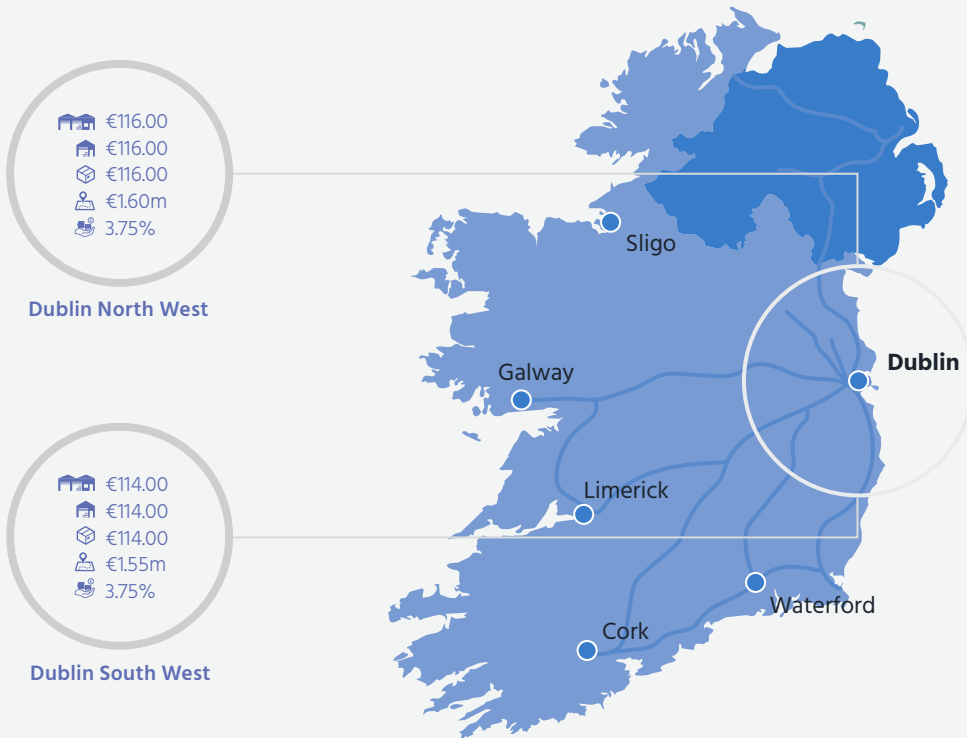 €116.00
€116.00
€116.00
€1.60m
3.75%
Dublin North West
Sligo
Dublin
Galway
Limerick
€114.00
€114.00
€114.00
€1.55m
3.75%
Dublin South West
Waterford
Cork